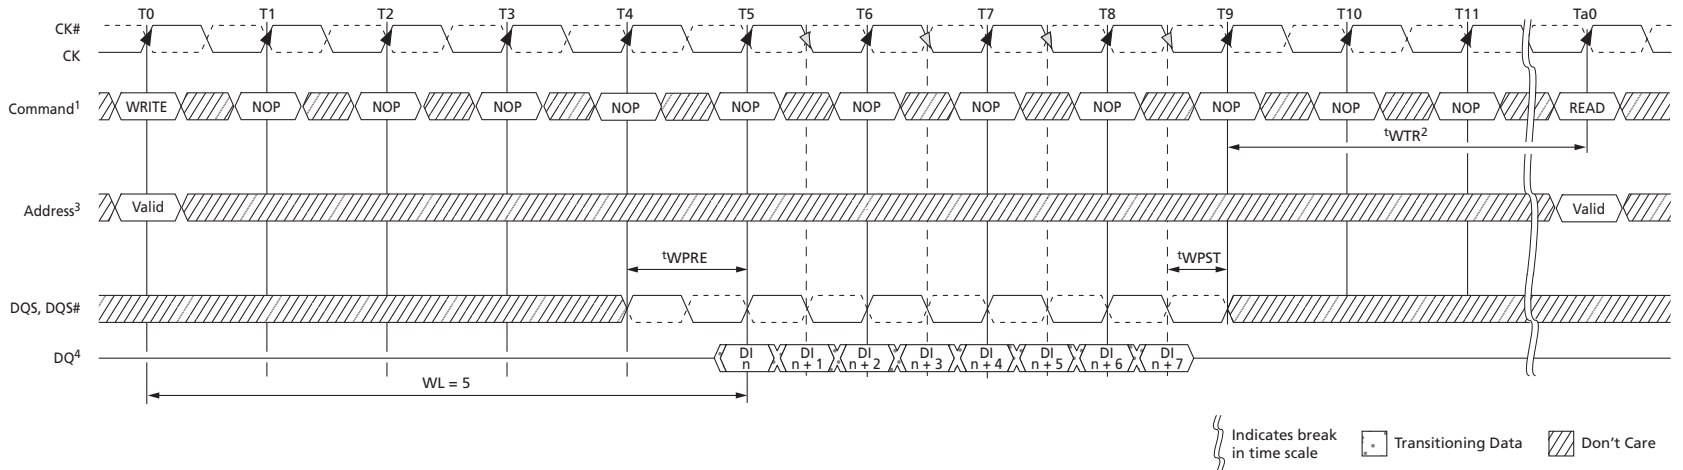 T0 T1 T2 T3 T4 T5 T6 T7 T8 T9 T10 T11 Ta0
CK#
CK
Command1 WRITE NOP NOP NOP NOP NOP NOP NOP NOP NOP NOP NOP READ
tWTR2
Address3 Valid Valid
tWPRE tWPST
DQS, DQS#
DQ4 DI n DI n + 1 DI n + 2 DI n + 3 DI n + 4 DI n + 5 DI n + 6 DI n + 7
WL = 5
Indicates break
in time scale
Transitioning Data
Don't Care